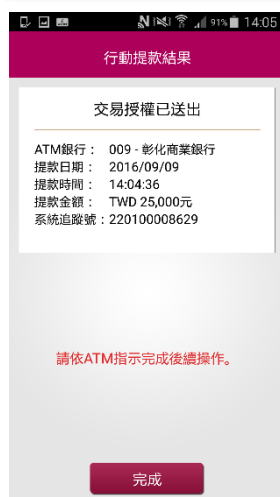 91% 14:05
行動提款結果
交易授權已送出
ATM銀行： 009 - 彰化商業銀行
提款日期： 2016/09/09
提款時間： 14:04:36
提款金額： TWD 25,000元
系統追蹤號：220100008629
請依ATM指示完成後續操作。
完成